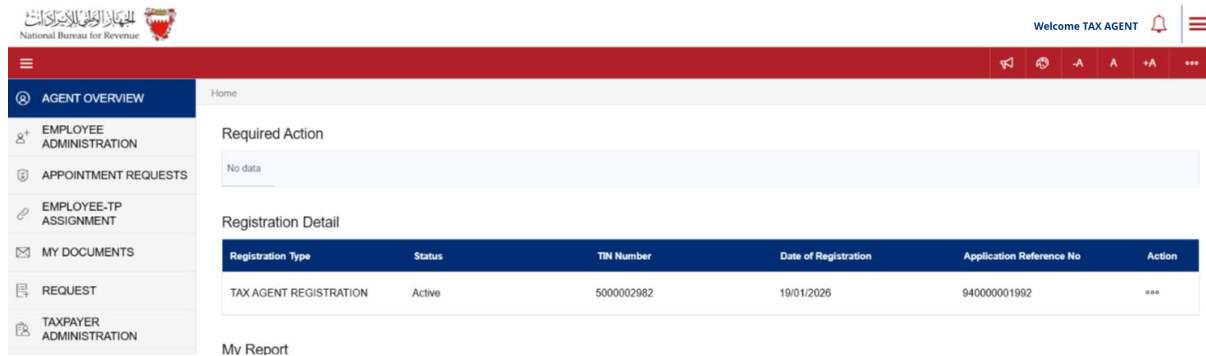 الجهاز الوطني للإيرادات
National Bureau for Revenue
Welcome TAX AGENT
-A A +A
AGENT OVERVIEW
EMPLOYEE
ADMINISTRATION
APPOINTMENT REQUESTS
EMPLOYEE-TP
ASSIGNMENT
MY DOCUMENTS
REQUEST
TAXPAYER
ADMINISTRATION
Home
Required Action
No data
Registration Detail
Registration Type Status TIN Number Date of Registration Application Reference No Action
TAX AGENT REGISTRATION Active 5000002982 19/01/2026 940000001992
My Report